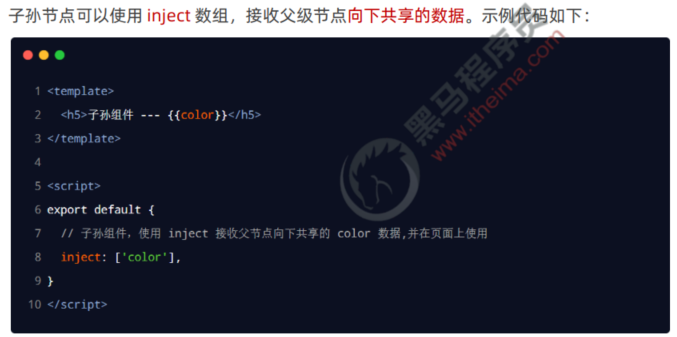 子孙节点可以使用 inject 数组，接收父级节点向下共享的数据。示例代码如下：
1 <template>
2 <h5>子孙组件 --- {{color}}</h5>
3 </template>
4
5 <script>
6 export default {
7 // 子孙组件，使用 inject 接收父节点向下共享的 color 数据,并在页面上使用
8 inject: ['color'],
9 }
10 </script>
黑马程序员
www.itheima.com